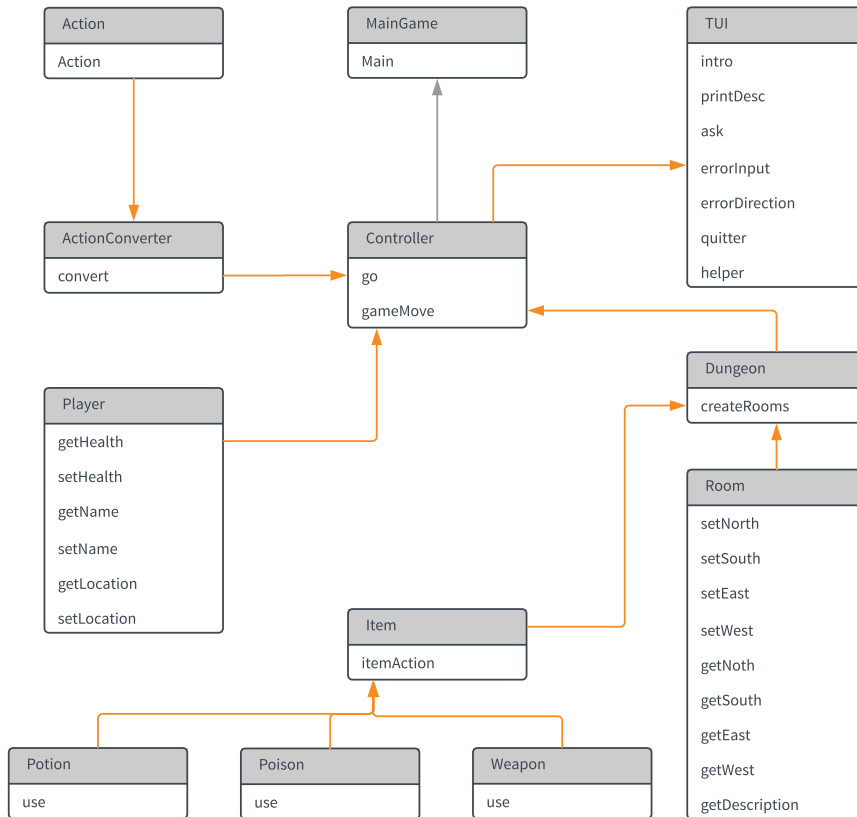 Action
Action
MainGame
Main
TUI
intro
printDesc
ask
errorInput
errorDirection
quitter
helper
ActionConverter
convert
Controller
go
gameMove
Dungeon
createRooms
Player
getHealth
setHealth
getName
setName
getLocation
setLocation
Room
setNorth
setSouth
setEast
setWest
getNoth
getSouth
getEast
getWest
getDescription
Item
itemAction
Potion
use
Poison
use
Weapon
use